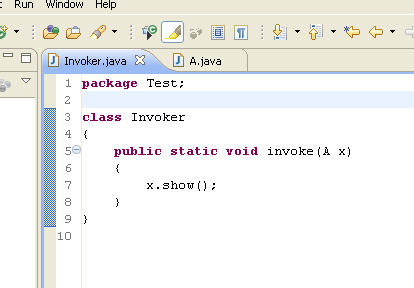 Run Window Help
Invoker.java A.java
1 package Test;
2
3 class Invoker
4 {
5 public static void invoke(A x)
6 {
7 x.show();
8 }
9 }
10